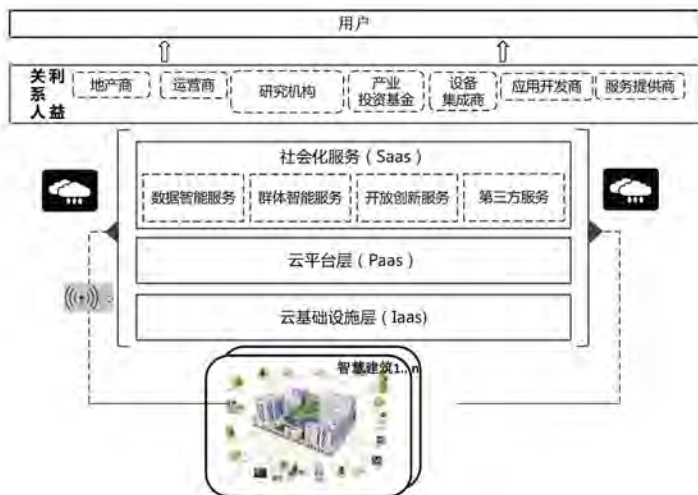 用户
利益
关系人
地产商
运营商
研究机构
产业
投资基金
设备
集成商
应用开发商
服务提供商
社会化服务(Saas)
数据智能服务
群体智能服务
开放创新服务
第三方服务
云平台层(Paas)
云基础设施层(Iaas)
智慧建筑1...n